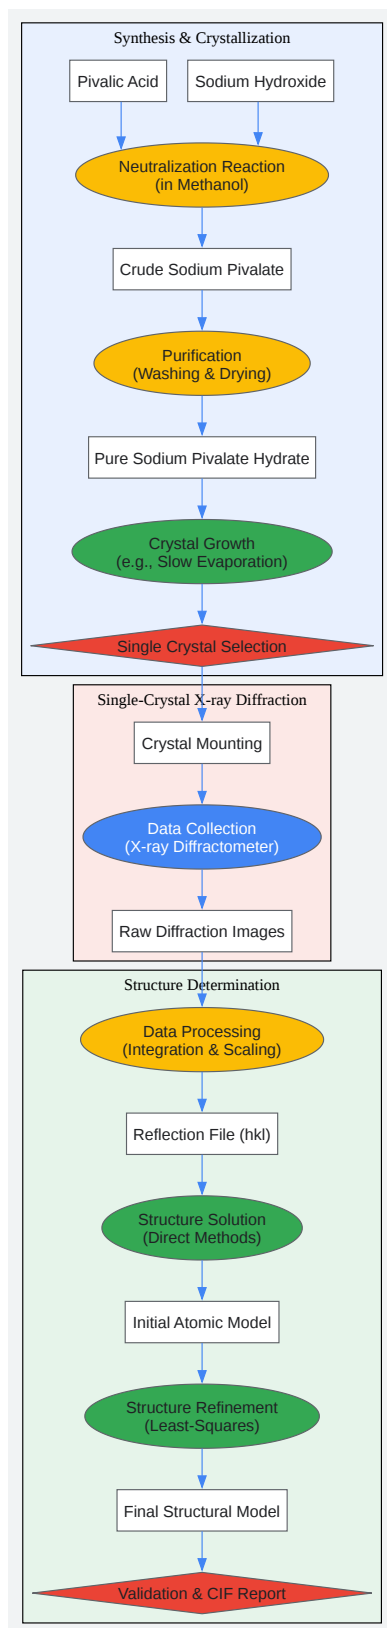 Synthesis & Crystallization
Pivalic Acid
Sodium Hydroxide
Neutralization Reaction
(in Methanol)
Crude Sodium Pivalate
Purification
(Washing & Drying)
Pure Sodium Pivalate Hydrate
Crystal Growth
(e.g., Slow Evaporation)
Single Crystal Selection
Single-Crystal X-ray Diffraction
Crystal Mounting
Data Collection
(X-ray Diffractometer)
Raw Diffraction Images
Structure Determination
Data Processing
(Integration & Scaling)
Reflection File (hkl)
Structure Solution
(Direct Methods)
Initial Atomic Model
Structure Refinement
(Least-Squares)
Final Structural Model
Validation & CIF Report